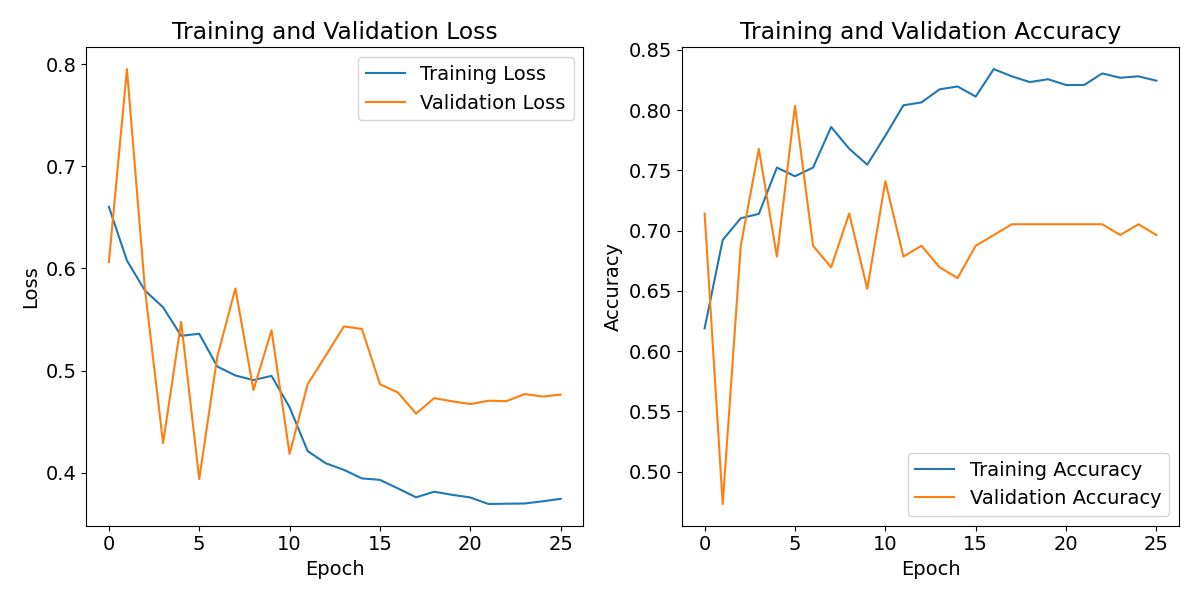 Training and Validation Loss
Training Loss
Validation Loss
0.8
0.7
0.6
0.5
0.4
Loss
0 5 10 15 20 25
Epoch
Training and Validation Accuracy
0.85
0.80
0.75
0.70
0.65
0.60
0.55
0.50
Accuracy
Training Accuracy
Validation Accuracy
0 5 10 15 20 25
Epoch